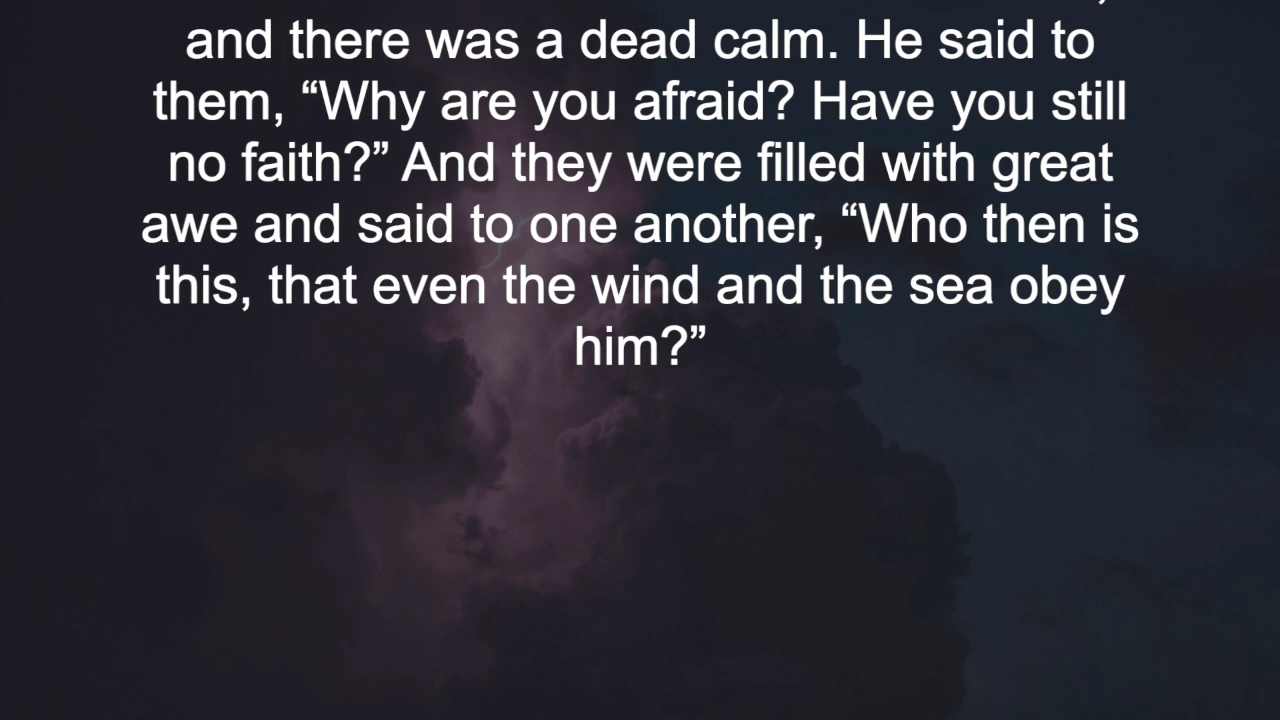 and there was a dead calm. He said to
them, “Why are you afraid? Have you still
no faith?” And they were filled with great
awe and said to one another, “Who then is
this, that even the wind and the sea obey
him?”